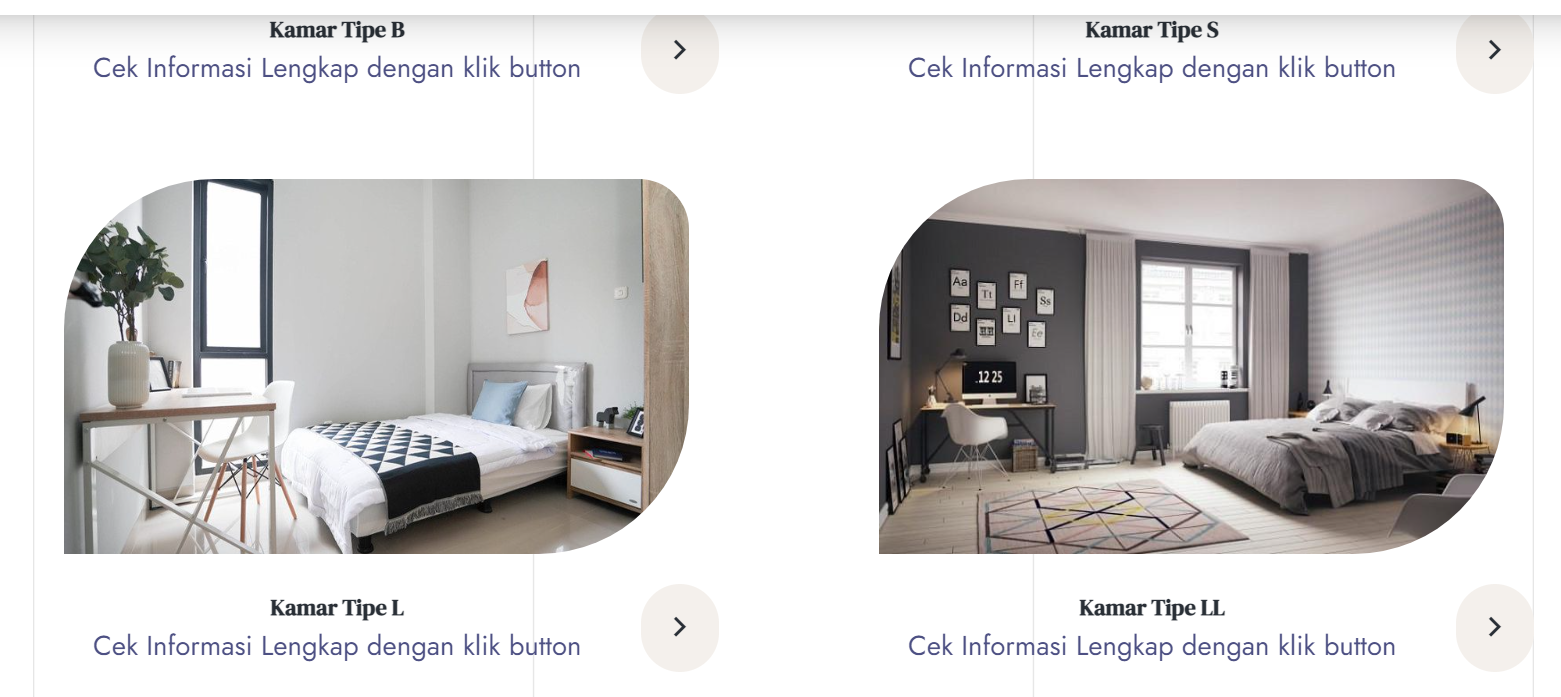 Kamar Tipe B
Cek Informasi Lengkap dengan klik button
Kamar Tipe S
Cek Informasi Lengkap dengan klik button
Aa
Tt
Ff
Ss
Dd
HH
Ll
Ee
12 25
Kamar Tipe L
Cek Informasi Lengkap dengan klik button
Kamar Tipe LL
Cek Informasi Lengkap dengan klik button